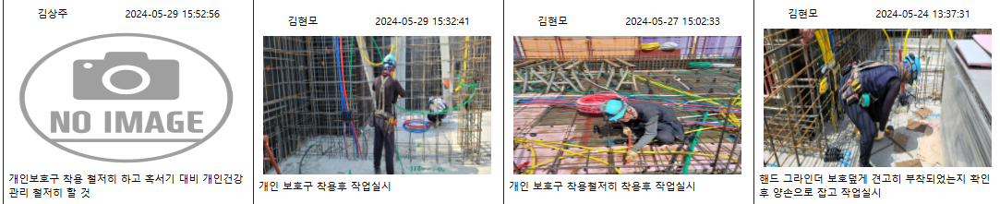 김상주 2024-05-29 15:52:56
NO IMAGE
개인보호구 착용 철저히 하고 혹서기 대비 개인건강
관리 철저히 할 것
김현모 2024-05-29 15:32:41
개인 보호구 착용후 작업실시
김현모 2024-05-27 15:02:33
개인 보호구 착용철저히 착용후 작업실시
김현모 2024-05-24 13:37:31
핸드 그라인더 보호덮게 견고히 부착되었는지 확인
후 양손으로 잡고 작업실시